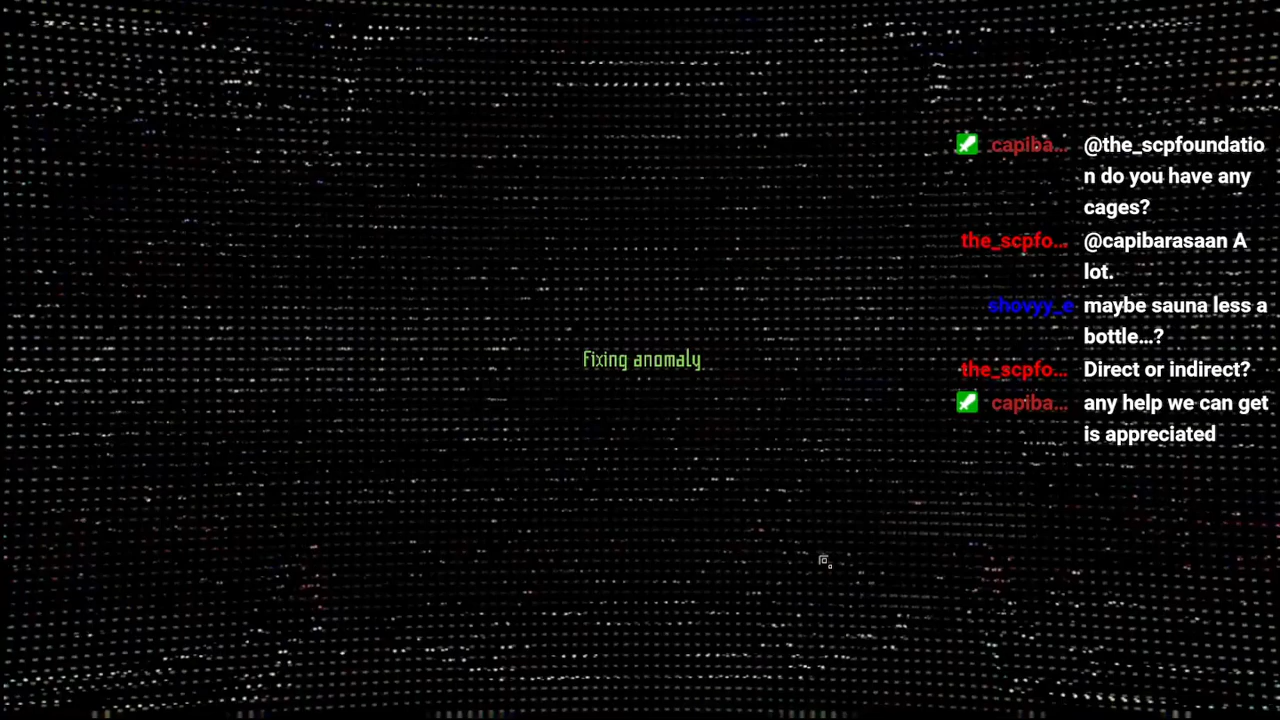 capiba... @the_scpfoundatio
n do you have any
cages?
the_scpfo... @capibarasaan A
lot.
shovyy_e maybe sauna less a
bottle...?
Fixing anomaly
the_scpfo... Direct or indirect?
capiba... any help we can get
is appreciated